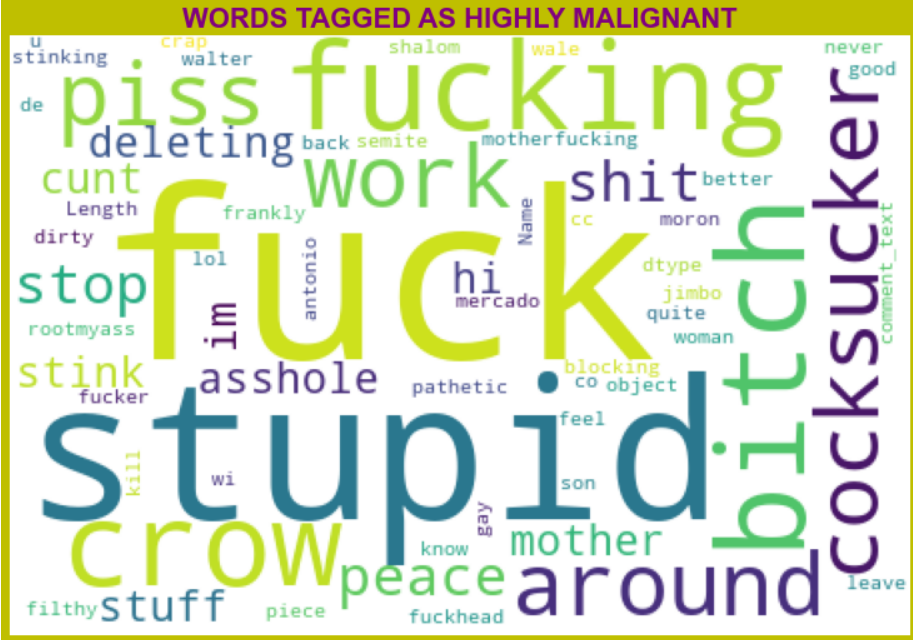 WORDS TAGGED AS HIGHLY MALIGNANT
u
crap
shalom
wale
never
stinking
walter
good
piss
fucking
de
deleting
back
semite
motherfucking
cocksucker
cunt
work
shit
better
Length
frankly
Name
cc
moron
bitch
comment_text
dirty
fuck
lol
antonio
hi
dtype
stop
mercado
jimbo
quite
rootmyass
im
woman
stink
asshole
blocking
fucker
pathetic
co
object
stupid
feel
kill
wi
son
gay
crow
know
mother
peace
around
leave
filthy
stuff
piece
fuckhead